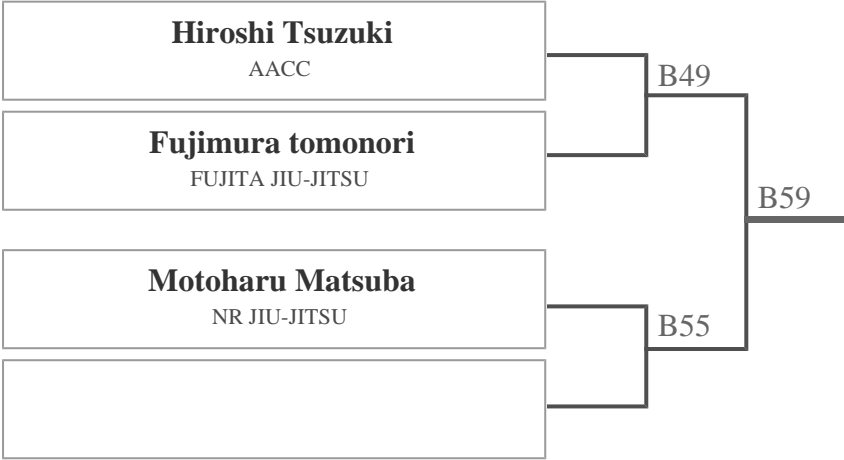 Hiroshi Tsuzuki
AACC
B49
Fujimura tomonori
FUJITA JIU-JITSU
B59
Motoharu Matsuba
NR JIU-JITSU
B55